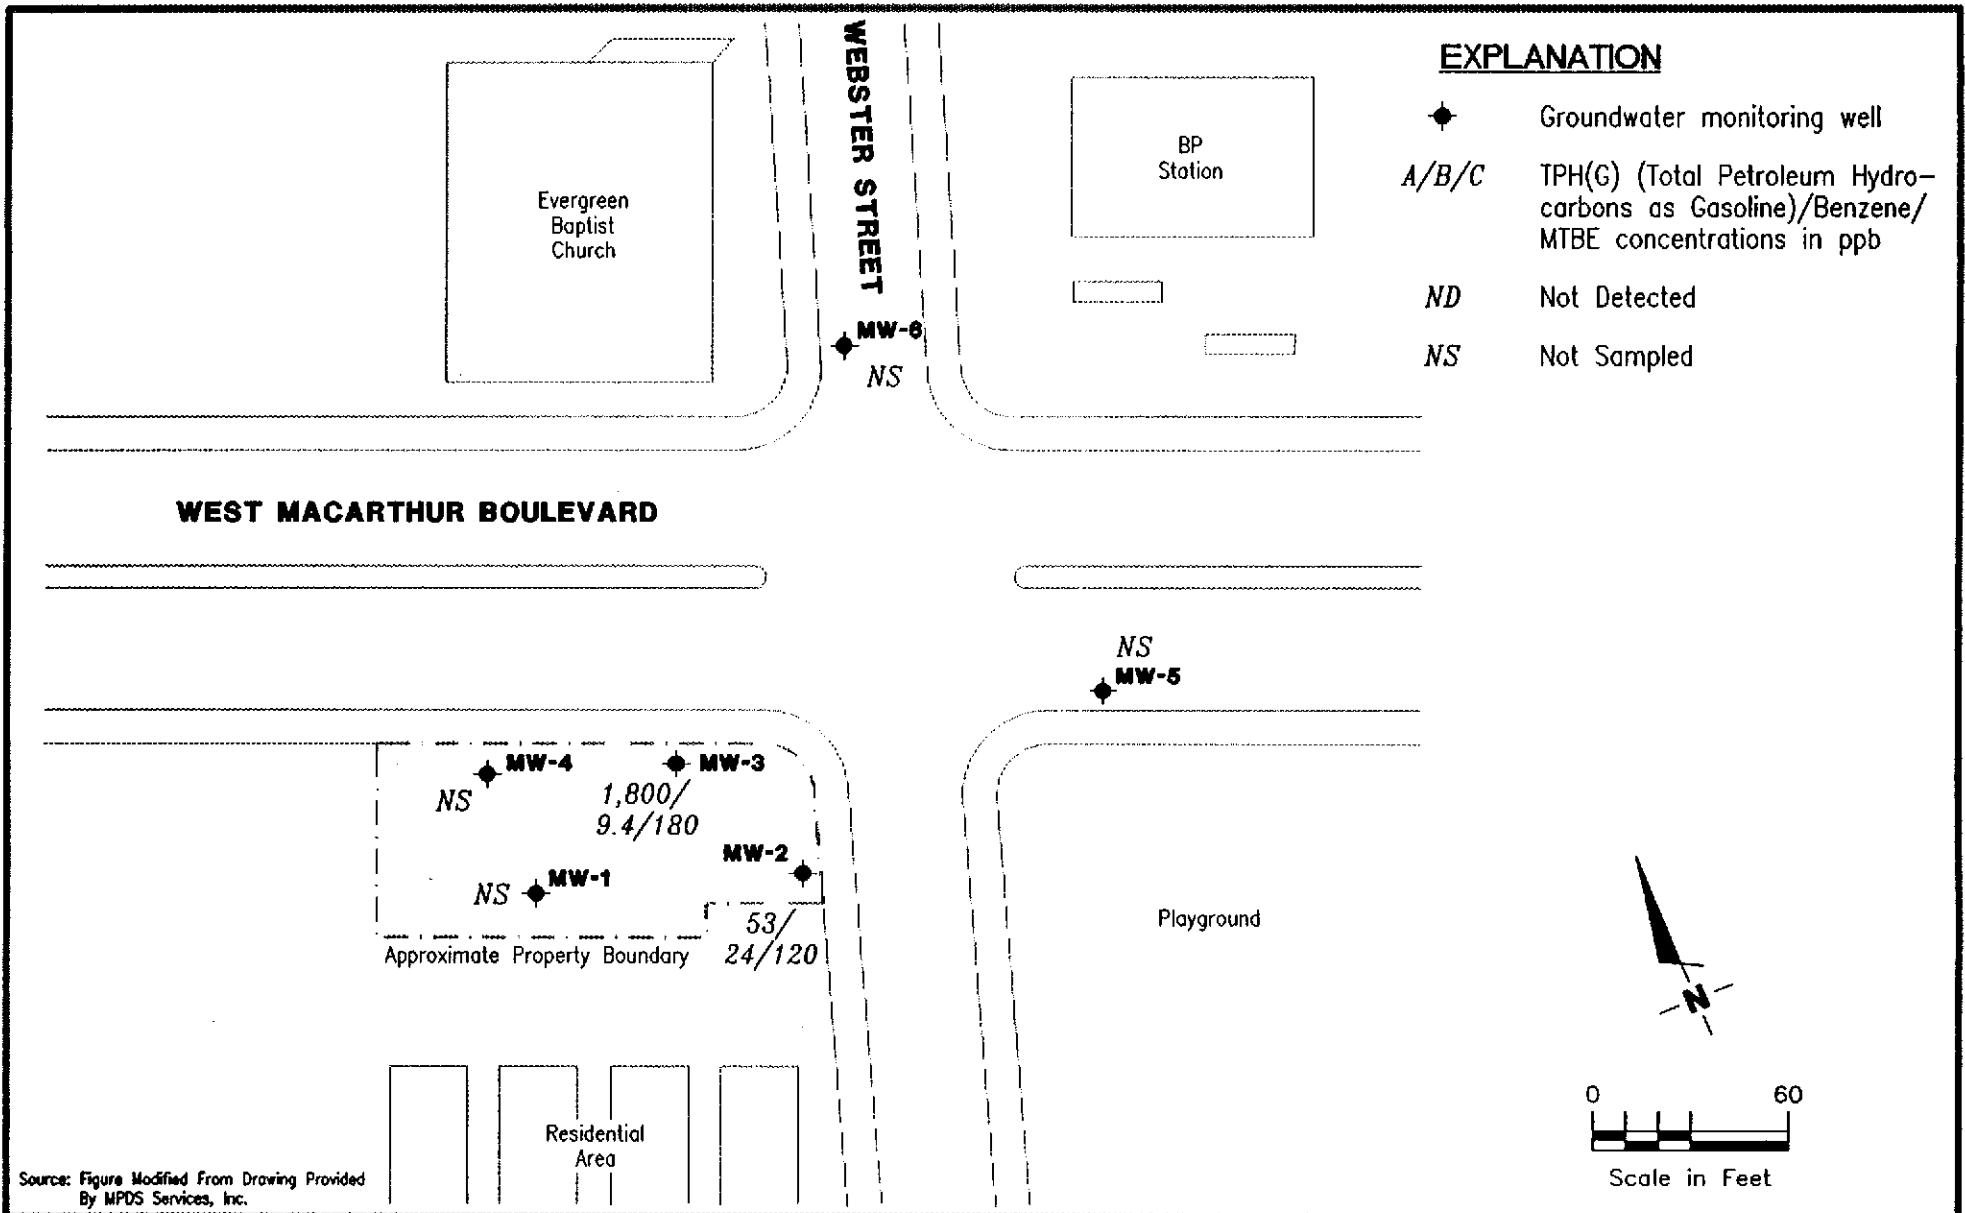 WEBSTER STREET
EXPLANATION
Groundwater monitoring well
A/B/C
TPH(G) (Total Petroleum Hydro-
carbons as Gasoline)/Benzene/
MTBE concentrations in ppb
ND
Not Detected
NS
Not Sampled
BP
Station
Evergreen
Baptist
Church
MW-6
NS
WEST MACARTHUR BOULEVARD
NS
MW-5
MW-4
NS
MW-3
1,800/
9.4/180
MW-2
53/
24/120
NS
MW-1
Approximate Property Boundary
Playground
N
Residential
Area
0
60
Scale in Feet
Source: Figure Modified From Drawing Provided
By MPDS Services, Inc.